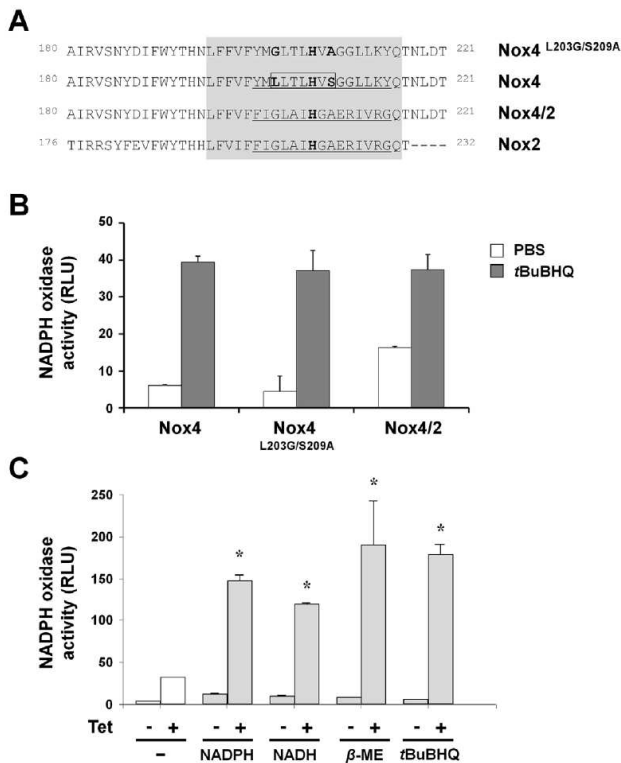 A
180 AIRVSNYDIFWYTHNLFFVFYMGLTLHVAGGLLKYQTNLDT 221 Nox4 L203G/S209A
180 AIRVSNYDIFWYTHNLFFVFYMLLTLHVSGGLLKYQTNLDT 221 Nox4
180 AIRVSNYDIFWYTHNLFFVFFIGLAIHGAERIVRGQTNLDT 221 Nox4/2
176 TIRRSYFEVFWYTHHLFVIFFIGLAIHGAERIVRGQT---- 232 Nox2
B
NADPH oxidase
activity (RLU)
50
40
30
20
10
0
PBS
tBuBHQ
Nox4
Nox4
L203G/S209A
Nox4/2
C
NADPH oxidase
activity (RLU)
250
200
150
100
50
0
* * * *
Tet - + - + - + - + - +
– NADPH NADH β-ME tBuBHQ